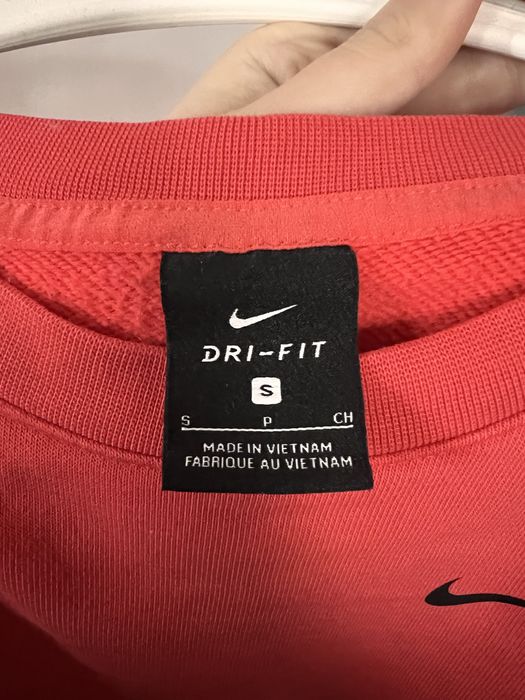 DRI-FIT
S
S P CH
MADE IN VIETNAM
FABRIQUE AU VIETNAM